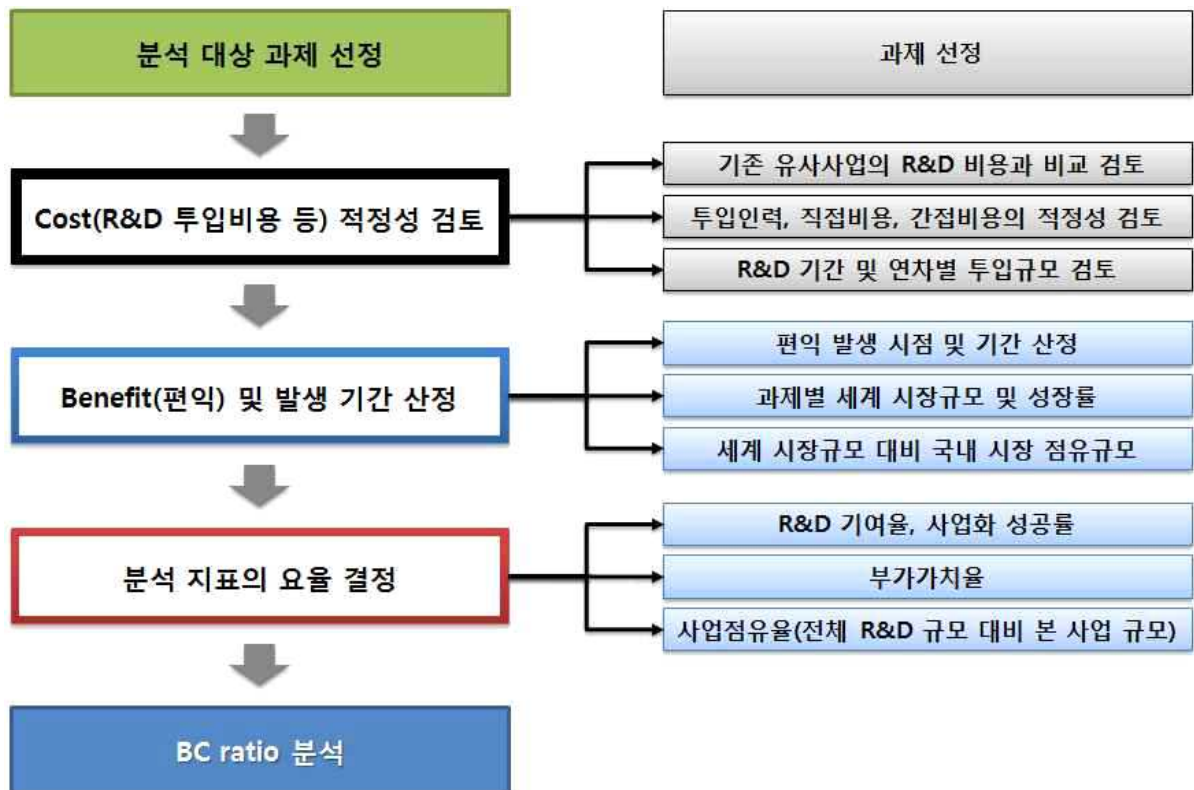 분석 대상 과제 선정
과제 선정
Cost(R&D 투입비용 등) 적정성 검토
기존 유사사업의 R&D 비용과 비교 검토
투입인력, 직접비용, 간접비용의 적정성 검토
R&D 기간 및 연차별 투입규모 검토
Benefit(편익) 및 발생 기간 산정
편익 발생 시점 및 기간 산정
과제별 세계 시장규모 및 성장률
세계 시장규모 대비 국내 시장 점유규모
분석 지표의 요율 결정
R&D 기여율, 사업화 성공률
부가가치율
사업점유율(전체 R&D 규모 대비 본 사업 규모)
BC ratio 분석